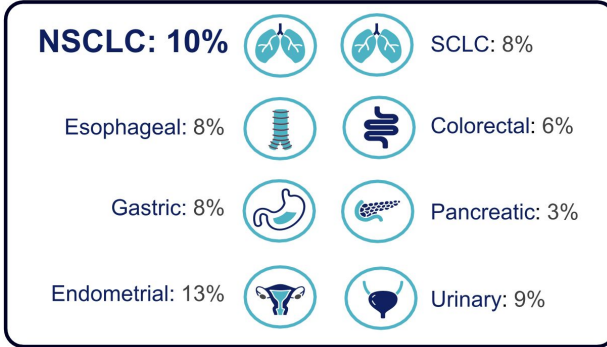 NSCLC: 10%
SCLC: 8%
Esophageal: 8%
Colorectal: 6%
Gastric: 8%
Pancreatic: 3%
Endometrial: 13%
Urinary: 9%